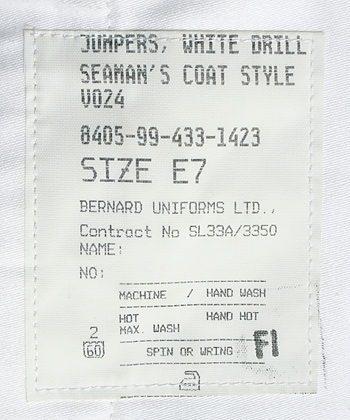 JUMPERS, WHITE DRILL
SEAMAN'S COAT STYLE
V024
8405-99-433-1423
SIZE E7
BERNARD UNIFORMS LTD.,
Contract No SL33A/3350
NAME:
NO:
MACHINE / HAND WASH
HOT HAND HOT
2 MAX. WASH
60 SPIN OR WRING F1